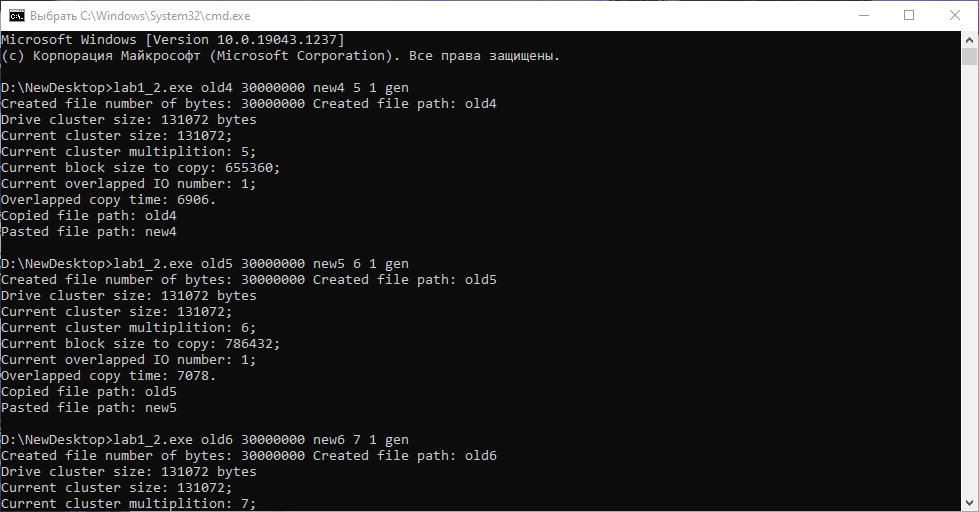 Выбрать C:\Windows\System32\cmd.exe
Microsoft Windows [Version 10.0.19043.1237]
(c) Корпорация Майкрософт (Microsoft Corporation). Все права защищены.
D:\NewDesktop>lab1_2.exe old4 30000000 new4 5 1 gen
Created file number of bytes: 30000000 Created file path: old4
Drive cluster size: 131072 bytes
Current cluster size: 131072;
Current cluster multiplition: 5;
Current block size to copy: 655360;
Current overlapped IO number: 1;
Overlapped copy time: 6906.
Copied file path: old4
Pasted file path: new4
D:\NewDesktop>lab1_2.exe old5 30000000 new5 6 1 gen
Created file number of bytes: 30000000 Created file path: old5
Drive cluster size: 131072 bytes
Current cluster size: 131072;
Current cluster multiplition: 6;
Current block size to copy: 786432;
Current overlapped IO number: 1;
Overlapped copy time: 7078.
Copied file path: old5
Pasted file path: new5
D:\NewDesktop>lab1_2.exe old6 30000000 new6 7 1 gen
Created file number of bytes: 30000000 Created file path: old6
Drive cluster size: 131072 bytes
Current cluster size: 131072;
Current cluster multiplition: 7;